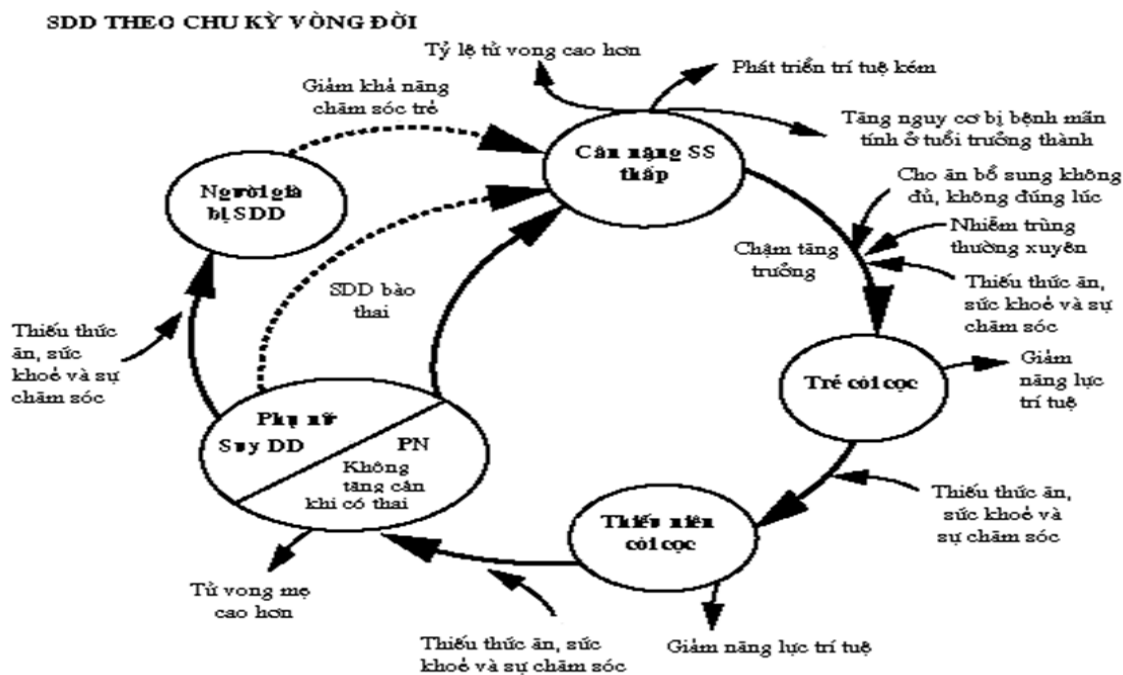 SDD THEO CHU KỲ VÒNG ĐỜI
Tỷ lệ tử vong cao hơn
Phát triển trí tuệ kém
Giảm khả năng
chăm sóc trẻ
Tăng nguy cơ bị bệnh mãn
tính ở tuổi trưởng thành
Cân nặng SS
thấp
Cho ăn bổ sung không
đủ, không đúng lúc
Người già
bị SDD
Nhiễm trùng
thường xuyên
Chậm tăng
trưởng
Thiếu thức ăn,
sức khoẻ và sự
chăm sóc
SDD bào
thai
Thiếu thức
ăn, sức
khoẻ và sự
chăm sóc
Giảm
năng lực
trí tuệ
Trẻ còi cọc
Phụ nữ
Suy DD
PN
Không
tăng cân
khi có thai
Thiếu thức ăn,
sức khoẻ và
sự chăm sóc
Thiếu niên
còi cọc
Tử vong mẹ
cao hơn
Thiếu thức ăn, sức
khoẻ và sự chăm sóc
Giảm năng lực trí tuệ